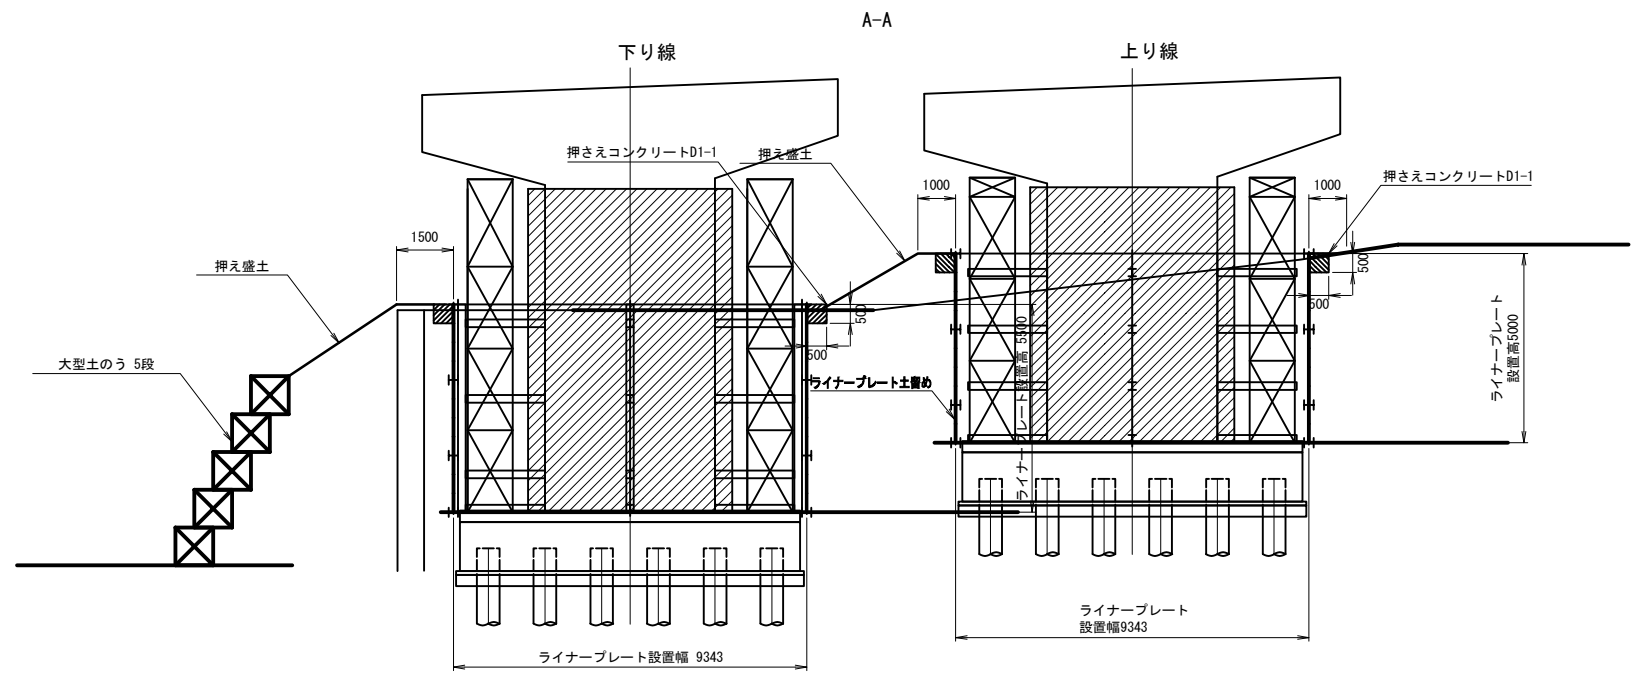 A-A
下り線
上り線
押さえコンクリートD1-1
押え盛土
1000
1000
押さえコンクリートD1-1
1500
押え盛土
500
500
500
500
大型土のう 5段
ライナープレート設置高 5500
ライナープレート土留め
ライナープレート
設置高5000
ライナープレート
設置幅9343
ライナープレート設置幅 9343